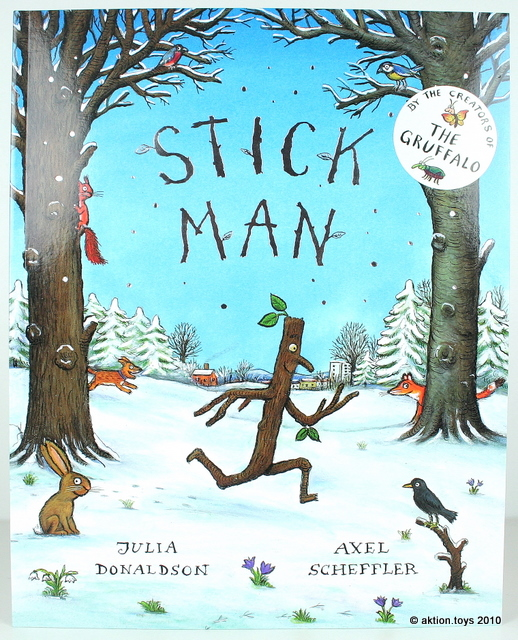 STICK
MAN
BY THE CREATORS OF
THE
GRUFFALO
JULIA
DONALDSON
AXEL
SCHEFFLER
© aktion.toys 2010